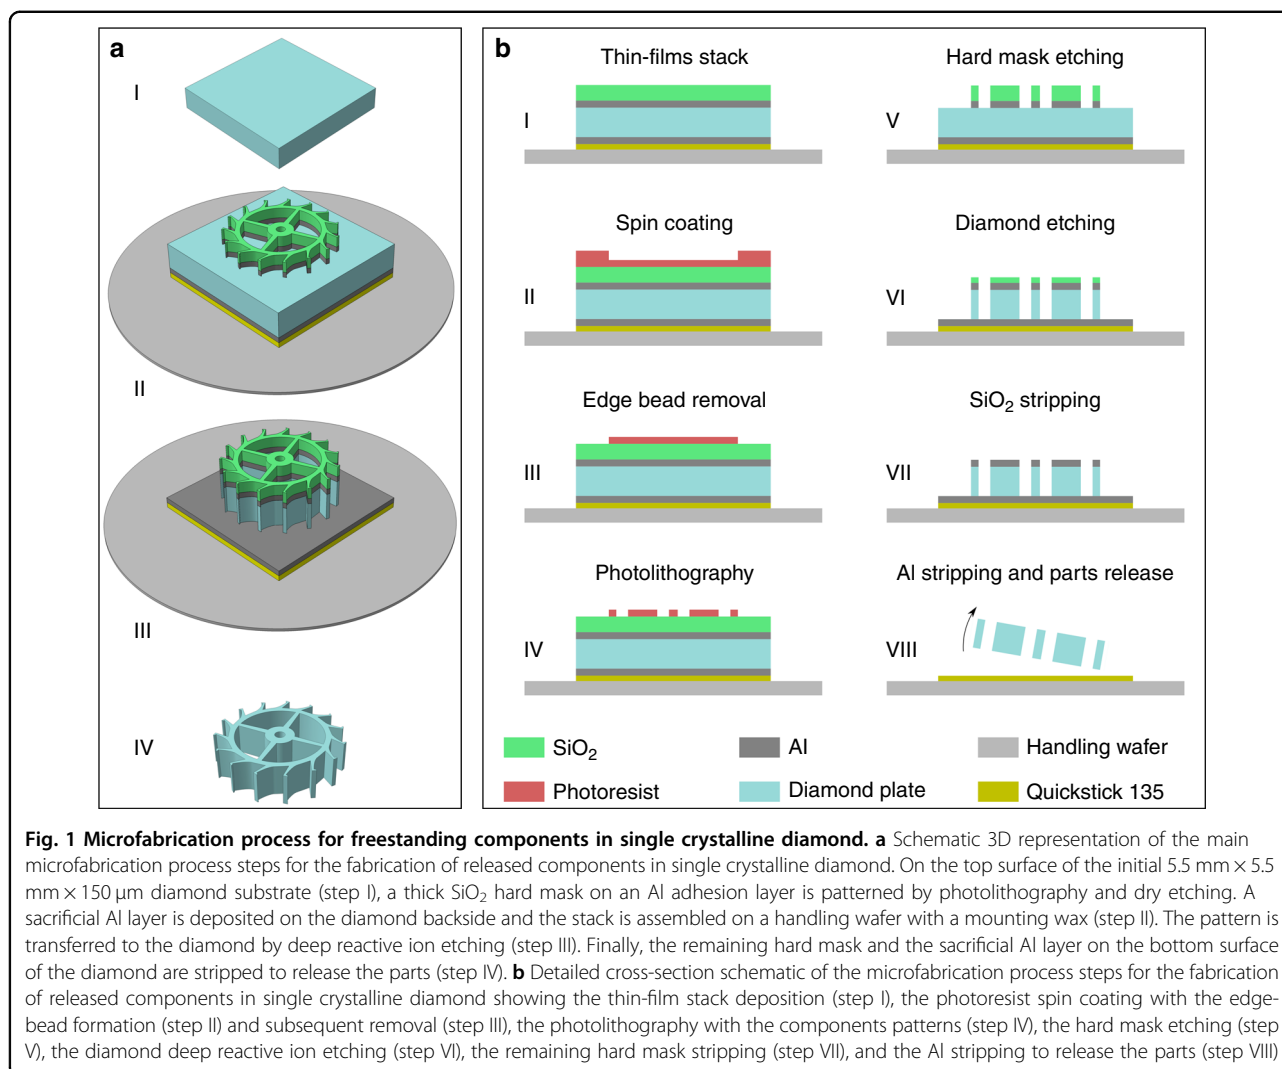 a
I
II
III
IV
b
Thin-films stack
I
Spin coating
II
Edge bead removal
III
Photolithography
IV
Hard mask etching
V
Diamond etching
VI
SiO₂ stripping
VII
Al stripping and parts release
VIII
SiO₂
Al
Handling wafer
Photoresist
Diamond plate
Quickstick 135
Fig. 1 Microfabrication process for freestanding components in single crystalline diamond. a Schematic 3D representation of the main
microfabrication process steps for the fabrication of released components in single crystalline diamond. On the top surface of the initial 5.5 mm × 5.5
mm × 150 μm diamond substrate (step I), a thick SiO₂ hard mask on an Al adhesion layer is patterned by photolithography and dry etching. A
sacrificial Al layer is deposited on the diamond backside and the stack is assembled on a handling wafer with a mounting wax (step II). The pattern is
transferred to the diamond by deep reactive ion etching (step III). Finally, the remaining hard mask and the sacrificial Al layer on the bottom surface
of the diamond are stripped to release the parts (step IV). b Detailed cross-section schematic of the microfabrication process steps for the fabrication
of released components in single crystalline diamond showing the thin-film stack deposition (step I), the photoresist spin coating with the edge-
bead formation (step II) and subsequent removal (step III), the photolithography with the components patterns (step IV), the hard mask etching (step
V), the diamond deep reactive ion etching (step VI), the remaining hard mask stripping (step VII), and the Al stripping to release the parts (step VIII)